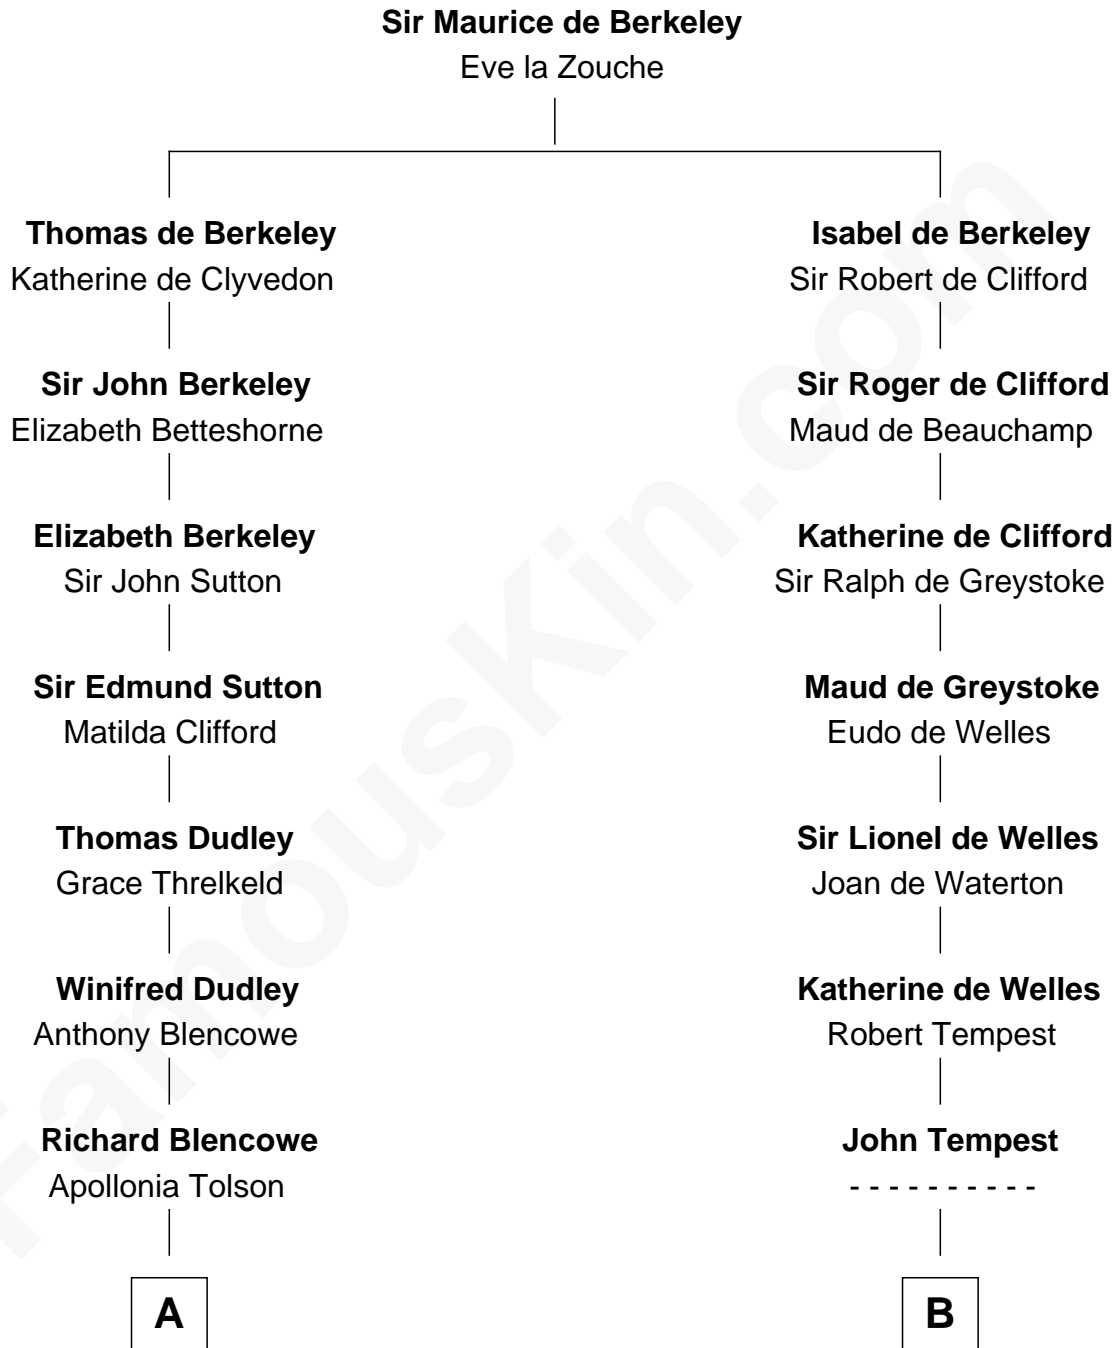 Sir Maurice de Berkeley
Eve la Zouche
Thomas de Berkeley
Katherine de Clyvedon
Isabel de Berkeley
Sir Robert de Clifford
Sir John Berkeley
Elizabeth Betteshorne
Sir Roger de Clifford
Maud de Beauchamp
Elizabeth Berkeley
Sir John Sutton
Katherine de Clifford
Sir Ralph de Greystoke
Sir Edmund Sutton
Matilda Clifford
Maud de Greystoke
Eudo de Welles
Thomas Dudley
Grace Threlkeld
Sir Lionel de Welles
Joan de Waterton
Winifred Dudley
Anthony Blencowe
Katherine de Welles
Robert Tempest
Richard Blencowe
Apollonia Tolson
John Tempest
- - - - - - - - - -
A
B
FamousKin.com